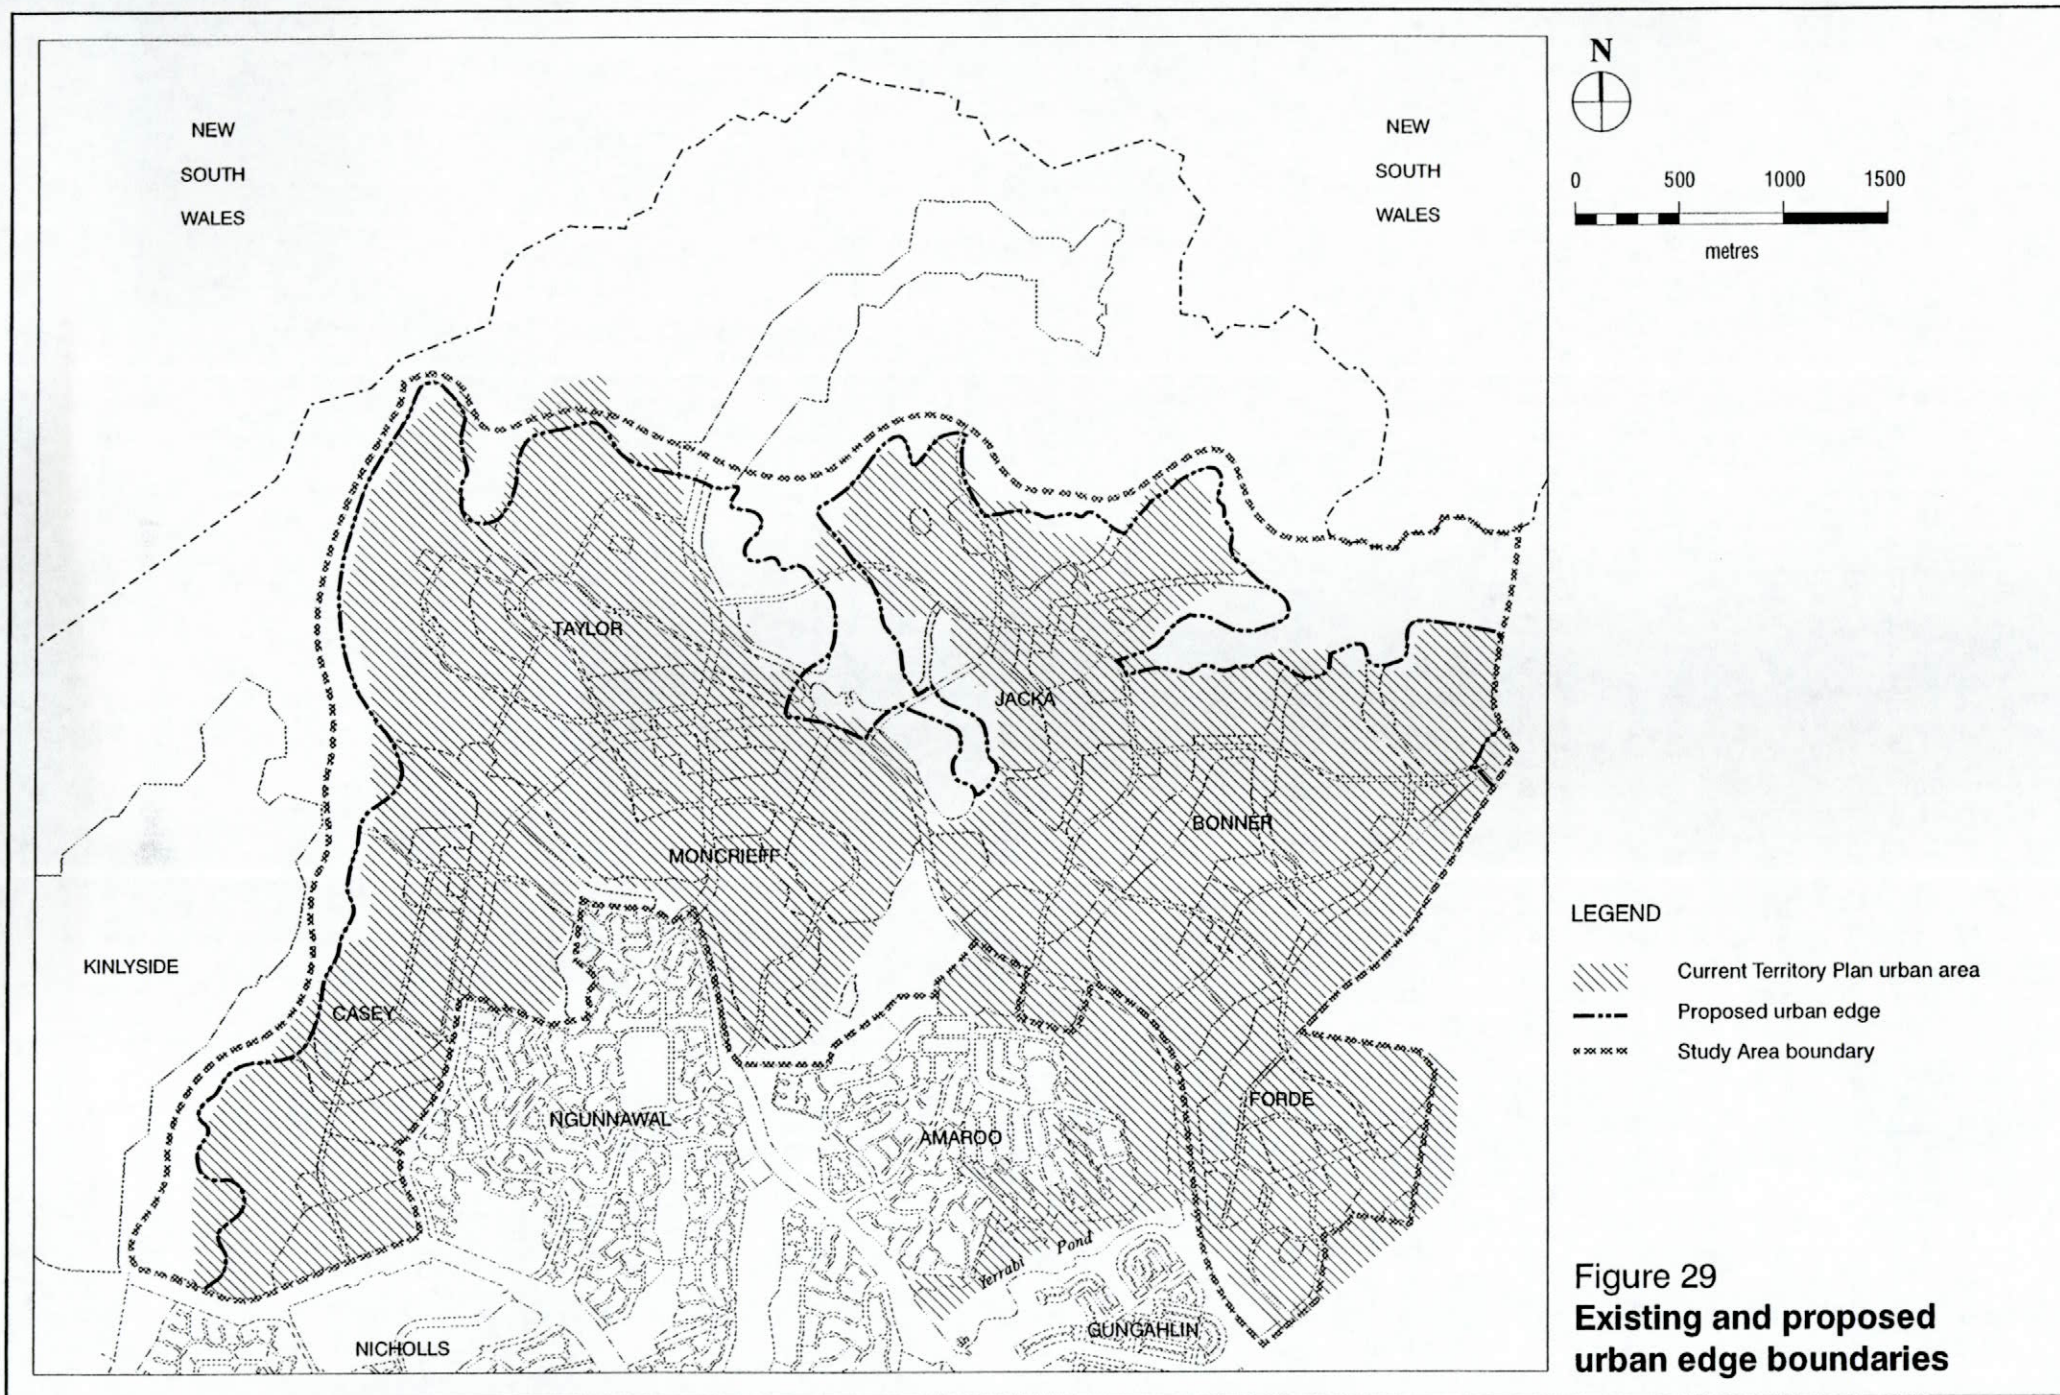 NEW
SOUTH
WALES
NEW
SOUTH
WALES
N
0 500 1000 1500
metres
TAYLOR
JACKA
BONNER
MONCRIEFF
KINLYSIDE
CASEY
NGUNNAWAL
AMAROO
FORDE
Yerrabi Pond
GUNGAHLIN
NICHOLLS
LEGEND
Current Territory Plan urban area
Proposed urban edge
Study Area boundary
Figure 29
Existing and proposed
urban edge boundaries